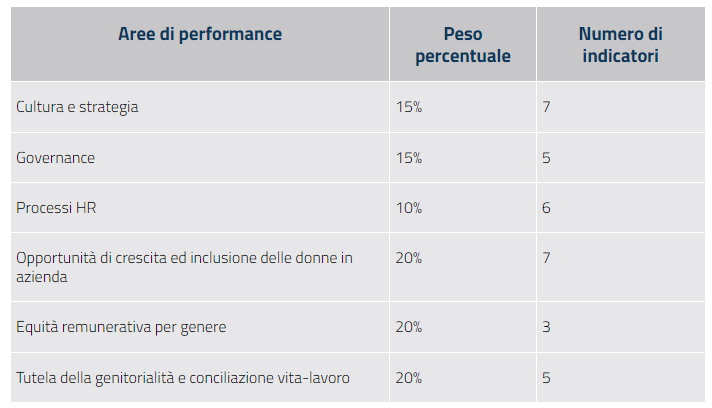 Aree di performance Peso percentuale Numero di indicatori
Cultura e strategia 15% 7
Governance 15% 5
Processi HR 10% 6
Opportunità di crescita ed inclusione delle donne in azienda 20% 7
Equità remunerativa per genere 20% 3
Tutela della genitorialità e conciliazione vita-lavoro 20% 5